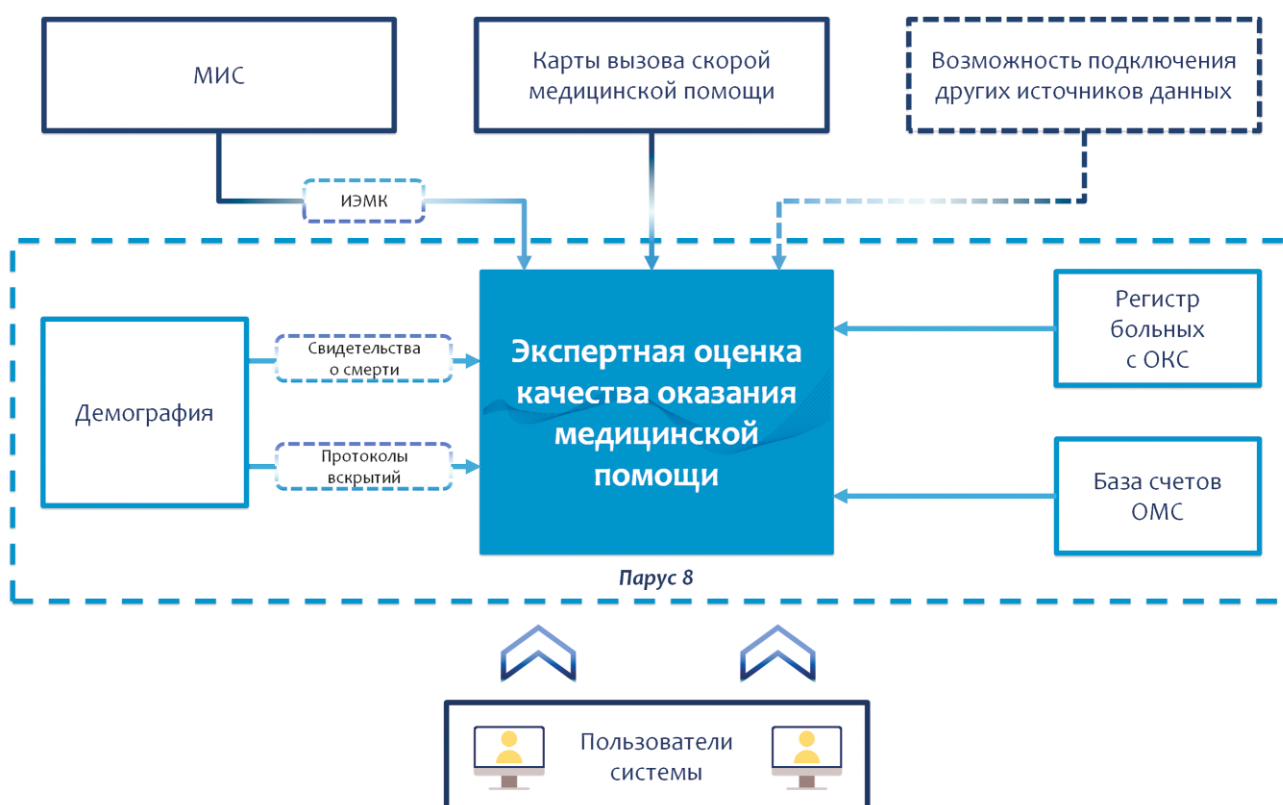 МИС
Карты вызова скорой
медицинской помощи
Возможность подключения
других источников данных
ИЭМК
Демография
Свидетельства
о смерти
Протоколы
вскрытий
Экспертная оценка
качества оказания
медицинской
помощи
Регистр
больных
с ОКС
База счетов
ОМС
Парус 8
Пользователи
системы